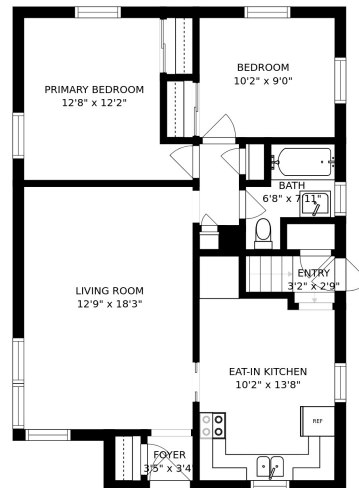 PRIMARY BEDROOM
12'8" x 12'2"
BEDROOM
10'2" x 9'0"
BATH
6'8" x 7'11"
LIVING ROOM
12'9" x 18'3"
ENTRY
3'2" x 2'9"
EAT-IN KITCHEN
10'2" x 13'8"
REF
FOYER
3'5" x 3'4"